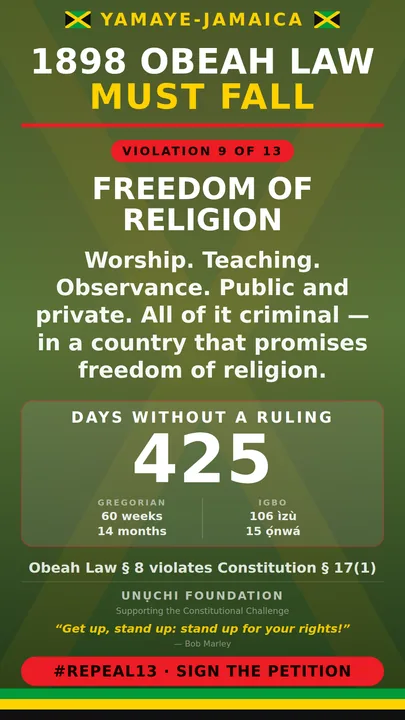 YAMAYE-JAMAICA
1898 OBEAH LAW
MUST FALL
VIOLATION 9 OF 13
FREEDOM OF
RELIGION
Worship. Teaching.
Observance. Public and
private. All of it criminal —
in a country that promises
freedom of religion.
DAYS WITHOUT A RULING
425
GREGORIAN
60 weeks
14 months
IGBO
106 ìzù
15 ọ́nwá
Obeah Law § 8 violates Constitution § 17(1)
UNỤCHI FOUNDATION
Supporting the Constitutional Challenge
“Get up, stand up: stand up for your rights!”
— Bob Marley
#REPEAL13 · SIGN THE PETITION